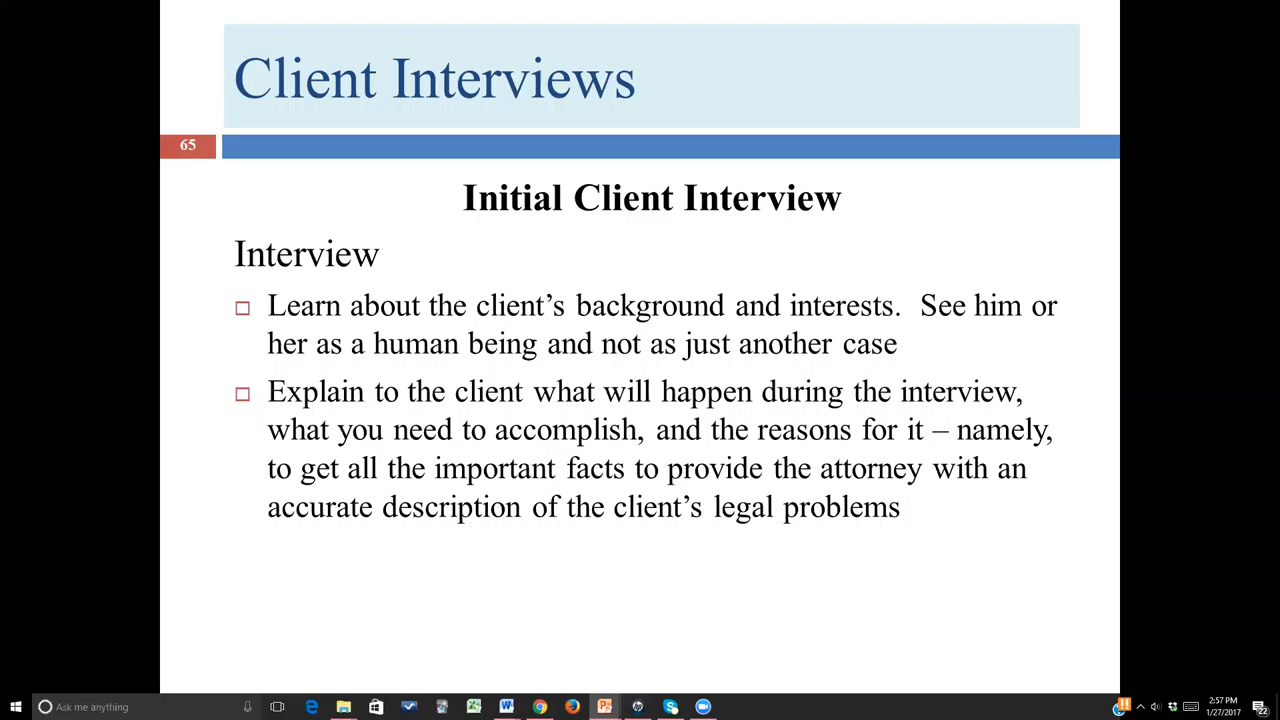 Client Interviews
65
Initial Client Interview
Interview
Learn about the client’s background and interests.  See him or
her as a human being and not as just another case
Explain to the client what will happen during the interview,
what you need to accomplish, and the reasons for it – namely,
to get all the important facts to provide the attorney with an
accurate description of the client’s legal problems
Ask me anything
2:57 PM
1/27/2017
22